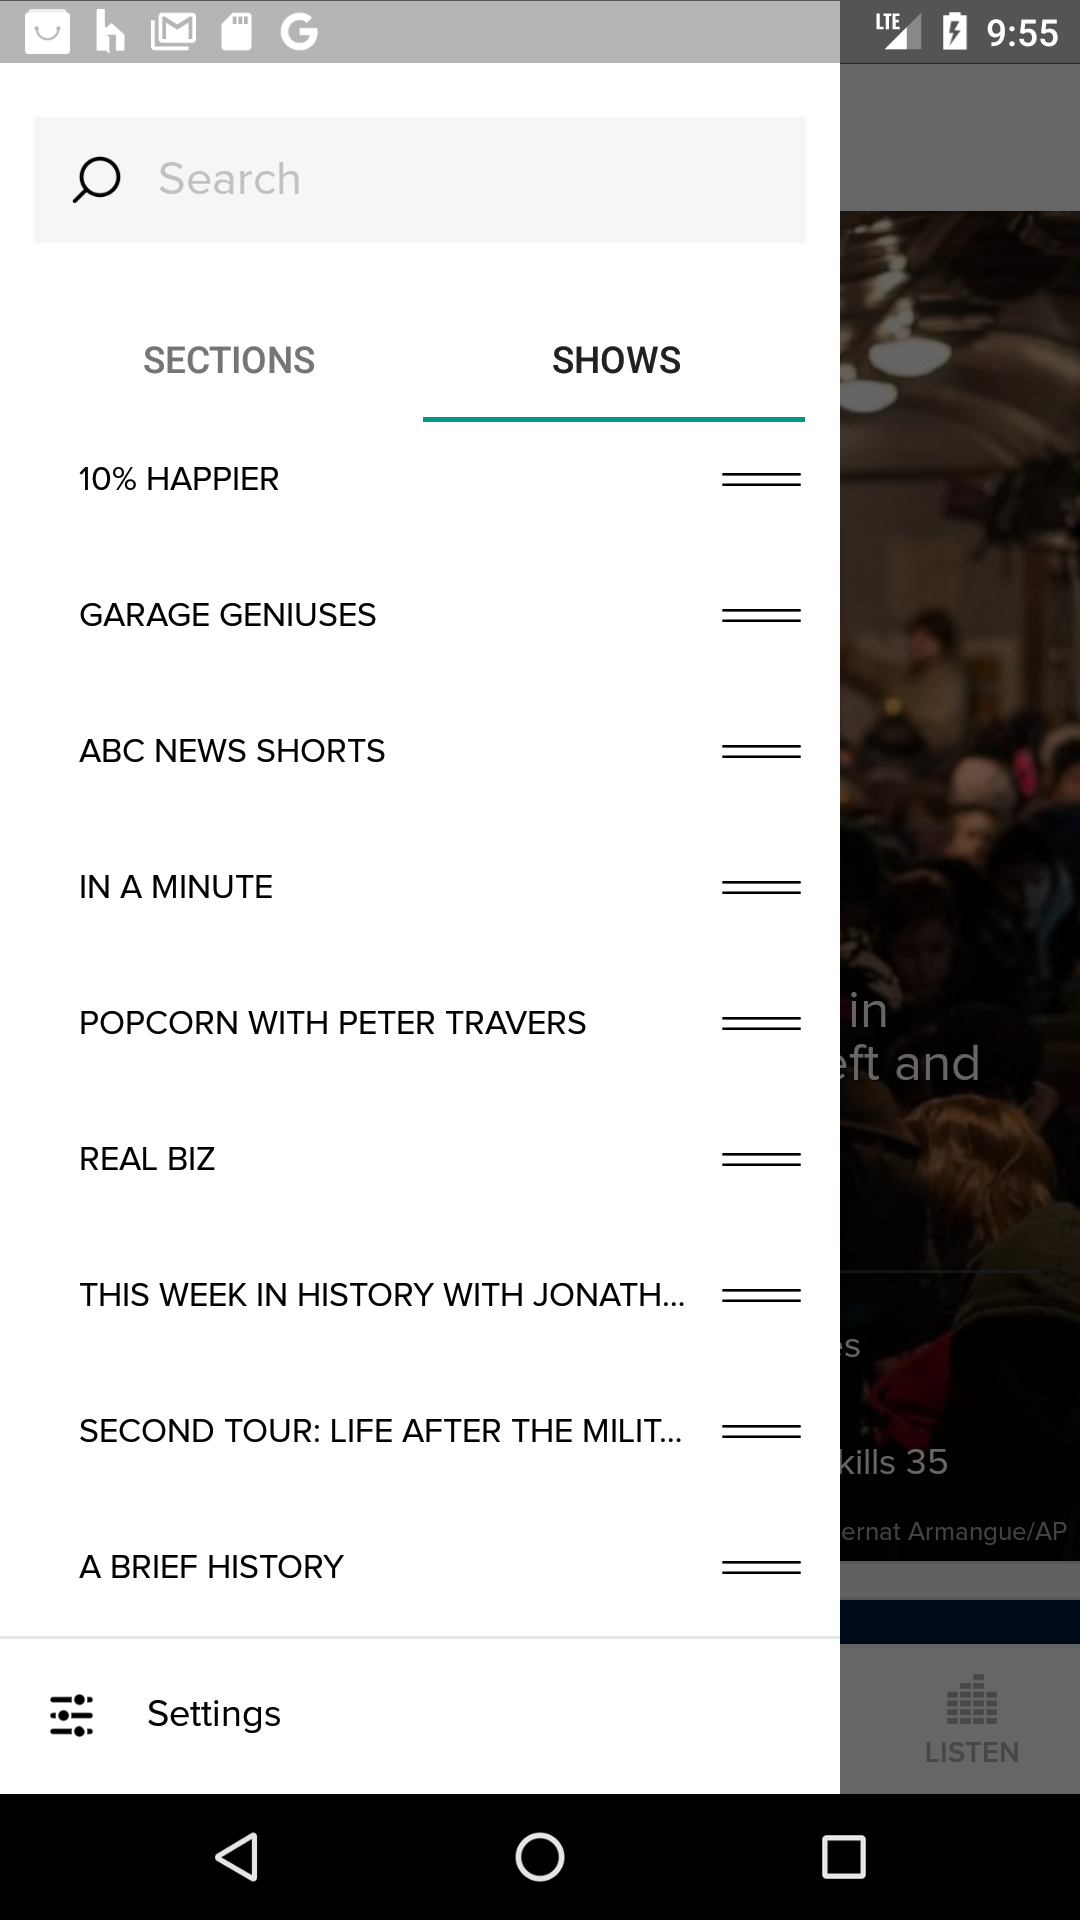 LTE 9:55
Search
SECTIONS SHOWS
10% HAPPIER
GARAGE GENIUSES
ABC NEWS SHORTS
IN A MINUTE
POPCORN WITH PETER TRAVERS
in
eft and
REAL BIZ
THIS WEEK IN HISTORY WITH JONATH...
es
SECOND TOUR: LIFE AFTER THE MILIT...
kills 35
ernat Armangue/AP
A BRIEF HISTORY
Settings
LISTEN